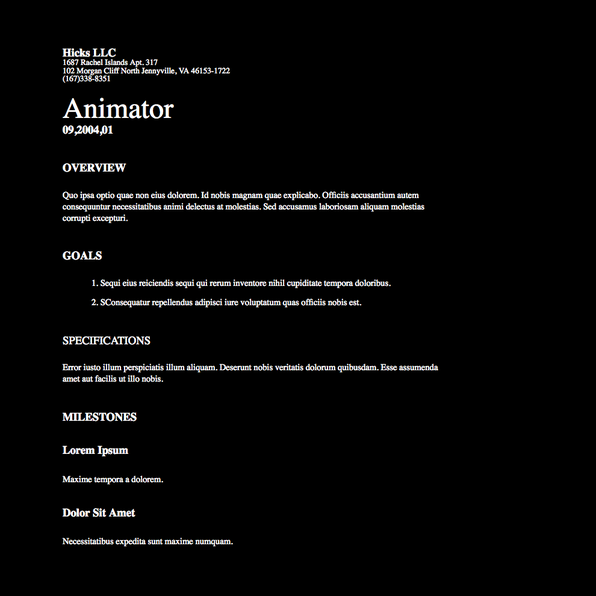 Hicks LLC
1687 Rachel Islands Apt. 317
102 Morgan Cliff North Jennyville, VA 46153-1722
(167)338-8351
Animator
09,2004,01
OVERVIEW
Quo ipsa optio quae non eius dolorem. Id nobis magnam quae explicabo. Officiis accusantium autem
consequuntur necessitatibus animi delectus at molestias. Sed accusamus laboriosam aliquam molestias
corrupti excepturi.
GOALS
1. Sequi eius reiciendis sequi qui rerum inventore nihil cupiditate tempora doloribus.
2. SConsequatur repellendus adipisci iure voluptatum quas officiis nobis est.
SPECIFICATIONS
Error iusto illum perspiciatis illum aliquam. Deserunt nobis veritatis dolorum quibusdam. Esse assumenda
amet aut facilis ut illo nobis.
MILESTONES
Lorem Ipsum
Maxime tempora a dolorem.
Dolor Sit Amet
Necessitatibus expedita sunt maxime numquam.